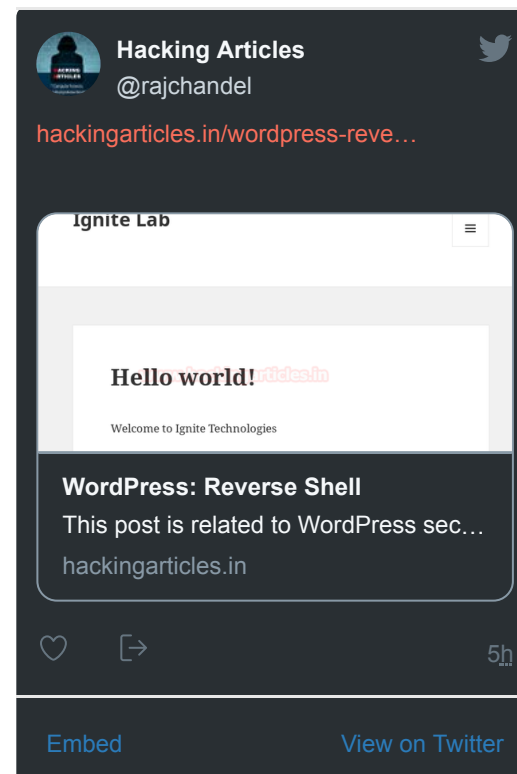 Hacking Articles
@rajchandel
hackingarticles.in/wordpress-reve…
Ignite Lab
Hello world!
Welcome to Ignite Technologies
WordPress: Reverse Shell
This post is related to WordPress sec…
hackingarticles.in
5h
Embed
View on Twitter